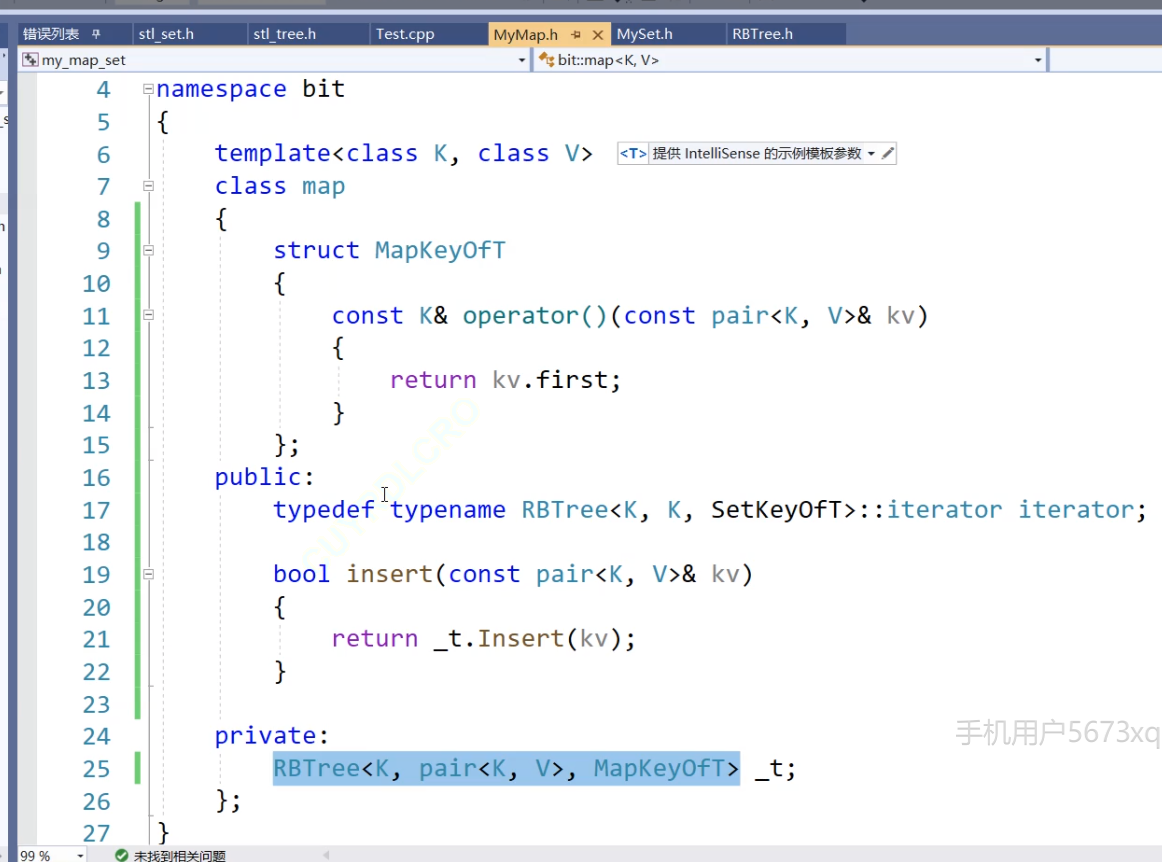 错误列表 stl_set.h stl_tree.h Test.cpp MyMap.h MySet.h RBTree.h
my_map_set bit::map<K, V>
4 namespace bit
5 {
6 template<class K, class V> <T> 提供 IntelliSense 的示例模板参数
7 class map
8 {
9 struct MapKeyOfT
10 {
11 const K& operator()(const pair<K, V>& kv)
12 {
13 return kv.first;
14 }
15 };
16 public:
17 typedef typename RBTree<K, K, SetKeyOfT>::iterator iterator;
18
19 bool insert(const pair<K, V>& kv)
20 {
21 return _t.Insert(kv);
22 }
23
24 private:
25 RBTree<K, pair<K, V>, MapKeyOfT> _t;
26 };
27 }
手机用户5673xq
99 % 未找到相关问题